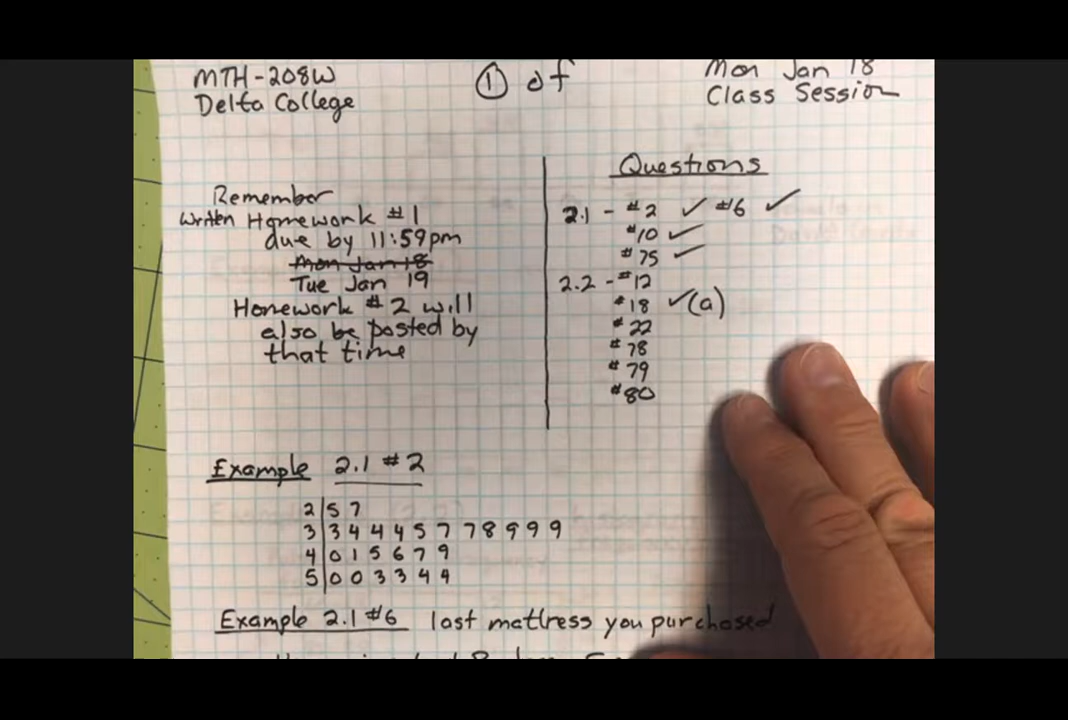 MTH-208W
Delta College
① of
Mon Jan 18
Class Session
Remember
Written Homework #1
due by 11:59pm
Mon Jan 18
Tue Jan 19
Homework #2 will
also be posted by
that time
Questions
2.1 - #2 ✓ #6 ✓
#10 ✓
#75 ✓
2.2 - #12
#18 ✓(a)
#22
#78
#79
#80
Example 2.1 #2
2|5 7
3|3 4 4 4 5 7 7 8 9 9 9
4|0 1 5 6 7 9
5|0 0 3 3 4 4
Example 2.1 #6 last mattress you purchased